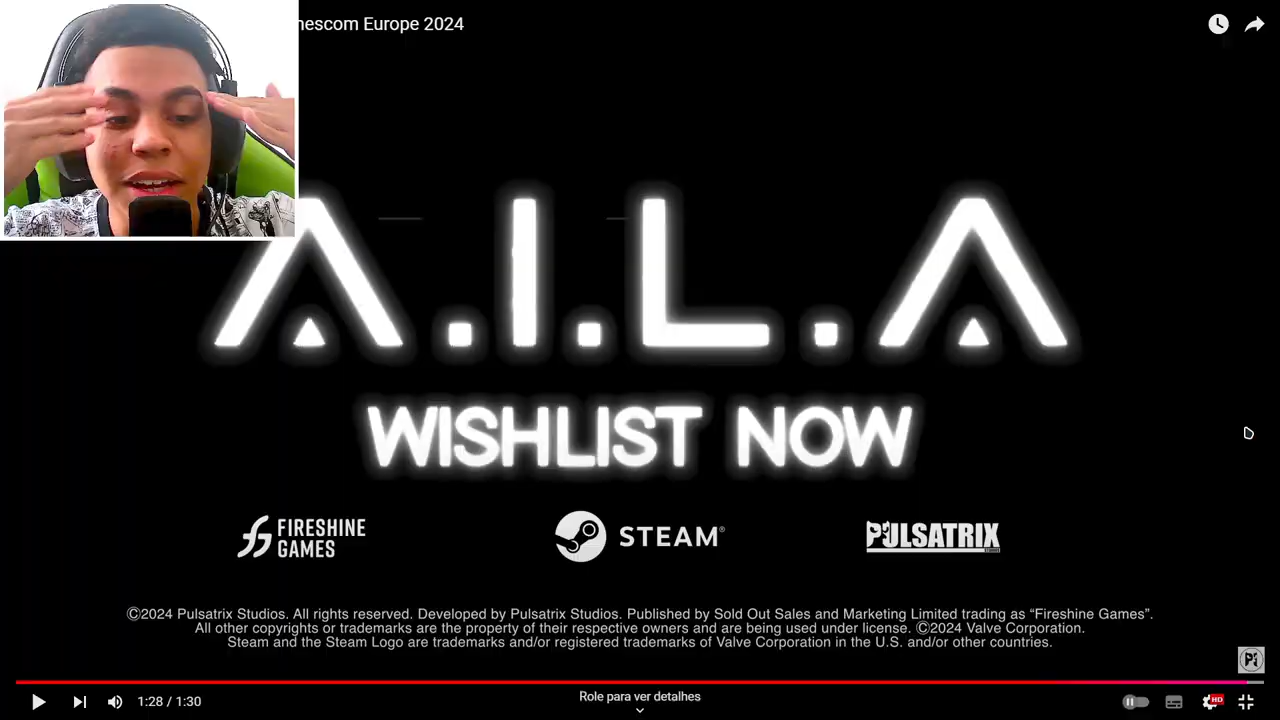 nescom Europe 2024
A.I.L.A
WISHLIST NOW
FIRESHINE
GAMES
STEAM®
PULSATRIX
©2024 Pulsatrix Studios. All rights reserved. Developed by Pulsatrix Studios. Published by Sold Out Sales and Marketing Limited trading as “Fireshine Games”.
All other copyrights or trademarks are the property of their respective owners and are being used under license. ©2024 Valve Corporation.
Steam and the Steam Logo are trademarks and/or registered trademarks of Valve Corporation in the U.S. and/or other countries.
1:28 / 1:30
Role para ver detalhes
HD